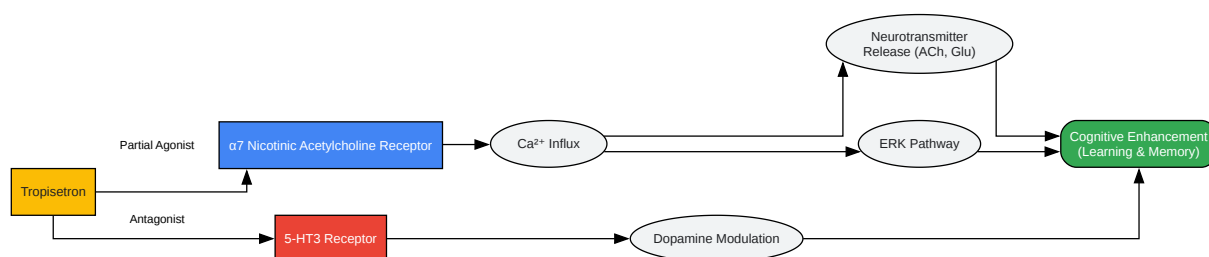 Neurotransmitter
Release (ACh, Glu)
Partial Agonist
α7 Nicotinic Acetylcholine Receptor
Ca²⁺ Influx
ERK Pathway
Cognitive Enhancement
(Learning & Memory)
Tropisetron
Antagonist
5-HT3 Receptor
Dopamine Modulation